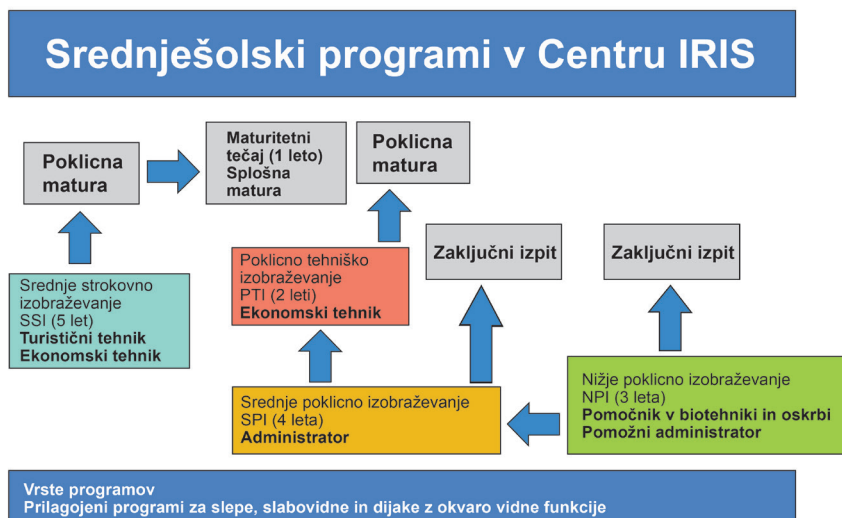 Srednješolski programi v Centru IRIS
Poklicna
matura
Maturitetni
tečaj (1 leto)
Splošna
matura
Poklicna
matura
Zaključni izpit
Zaključni izpit
Srednje strokovno
izobraževanje
SSI (5 let)
Turistični tehnik
Ekonomski tehnik
Poklicno tehniško
izobraževanje
PTI (2 leti)
Ekonomski tehnik
Srednje poklicno izobraževanje
SPI (4 leta)
Administrator
Nižje poklicno izobraževanje
NPI (3 leta)
Pomočnik v biotehniki in oskrbi
Pomožni administrator
Vrste programov
Prilagojeni programi za slepe, slabovidne in dijake z okvaro vidne funkcije